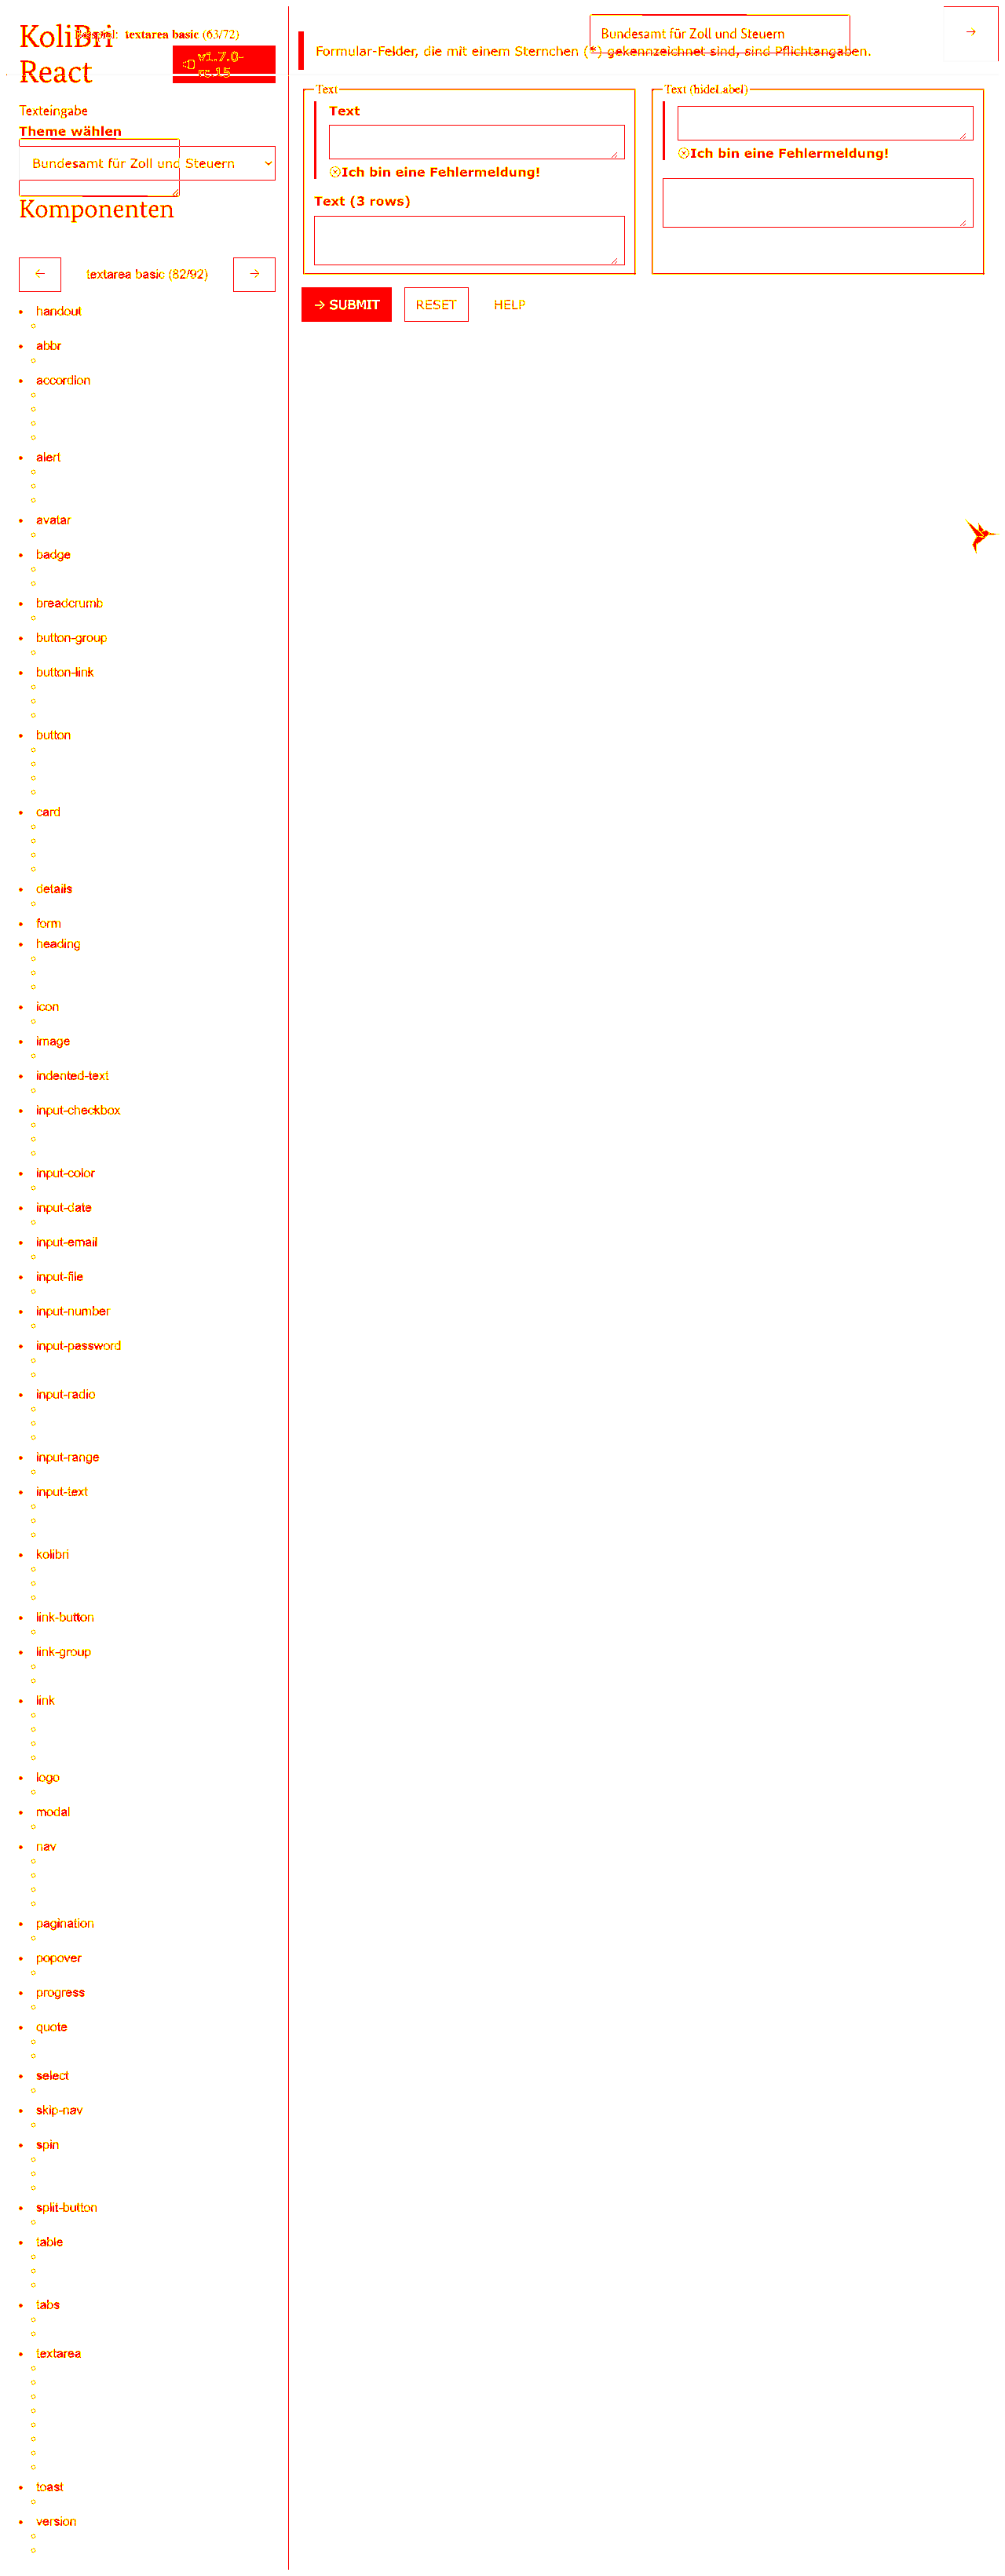 KoliBri
React
Beispiel: textarea basic (63/72)
v1.7.0-
rc.15
Texteingabe
Theme wählen
Bundesamt für Zoll und Steuern
Komponenten
textarea basic (82/92)
handout
abbr
accordion
alert
avatar
badge
breadcrumb
button-group
button-link
button
card
details
form
heading
icon
image
indented-text
input-checkbox
input-color
input-date
input-email
input-file
input-number
input-password
input-radio
input-range
input-text
kolibri
link-button
link-group
link
logo
modal
nav
pagination
popover
progress
quote
select
skip-nav
spin
split-button
table
tabs
textarea
toast
version
Bundesamt für Zoll und Steuern
Formular-Felder, die mit einem Sternchen (*) gekennzeichnet sind, sind Pflichtangaben.
Text
Text
Ich bin eine Fehlermeldung!
Text (3 rows)
Text (hideLabel)
Ich bin eine Fehlermeldung!
→ SUBMIT
RESET
HELP